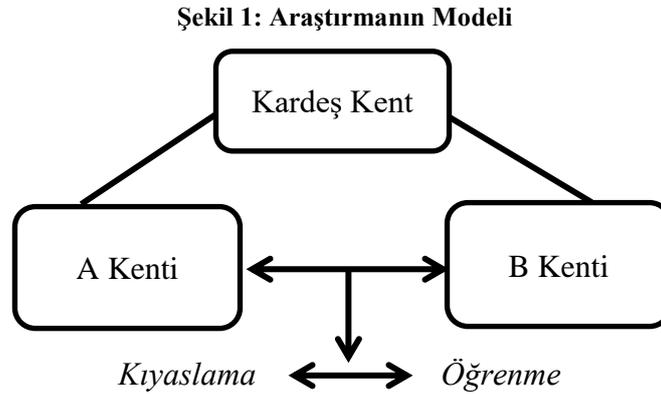 Şekil 1: Araştırmanın Modeli
Kardeş Kent
A Kenti
B Kenti
Kıyaslama
Öğrenme